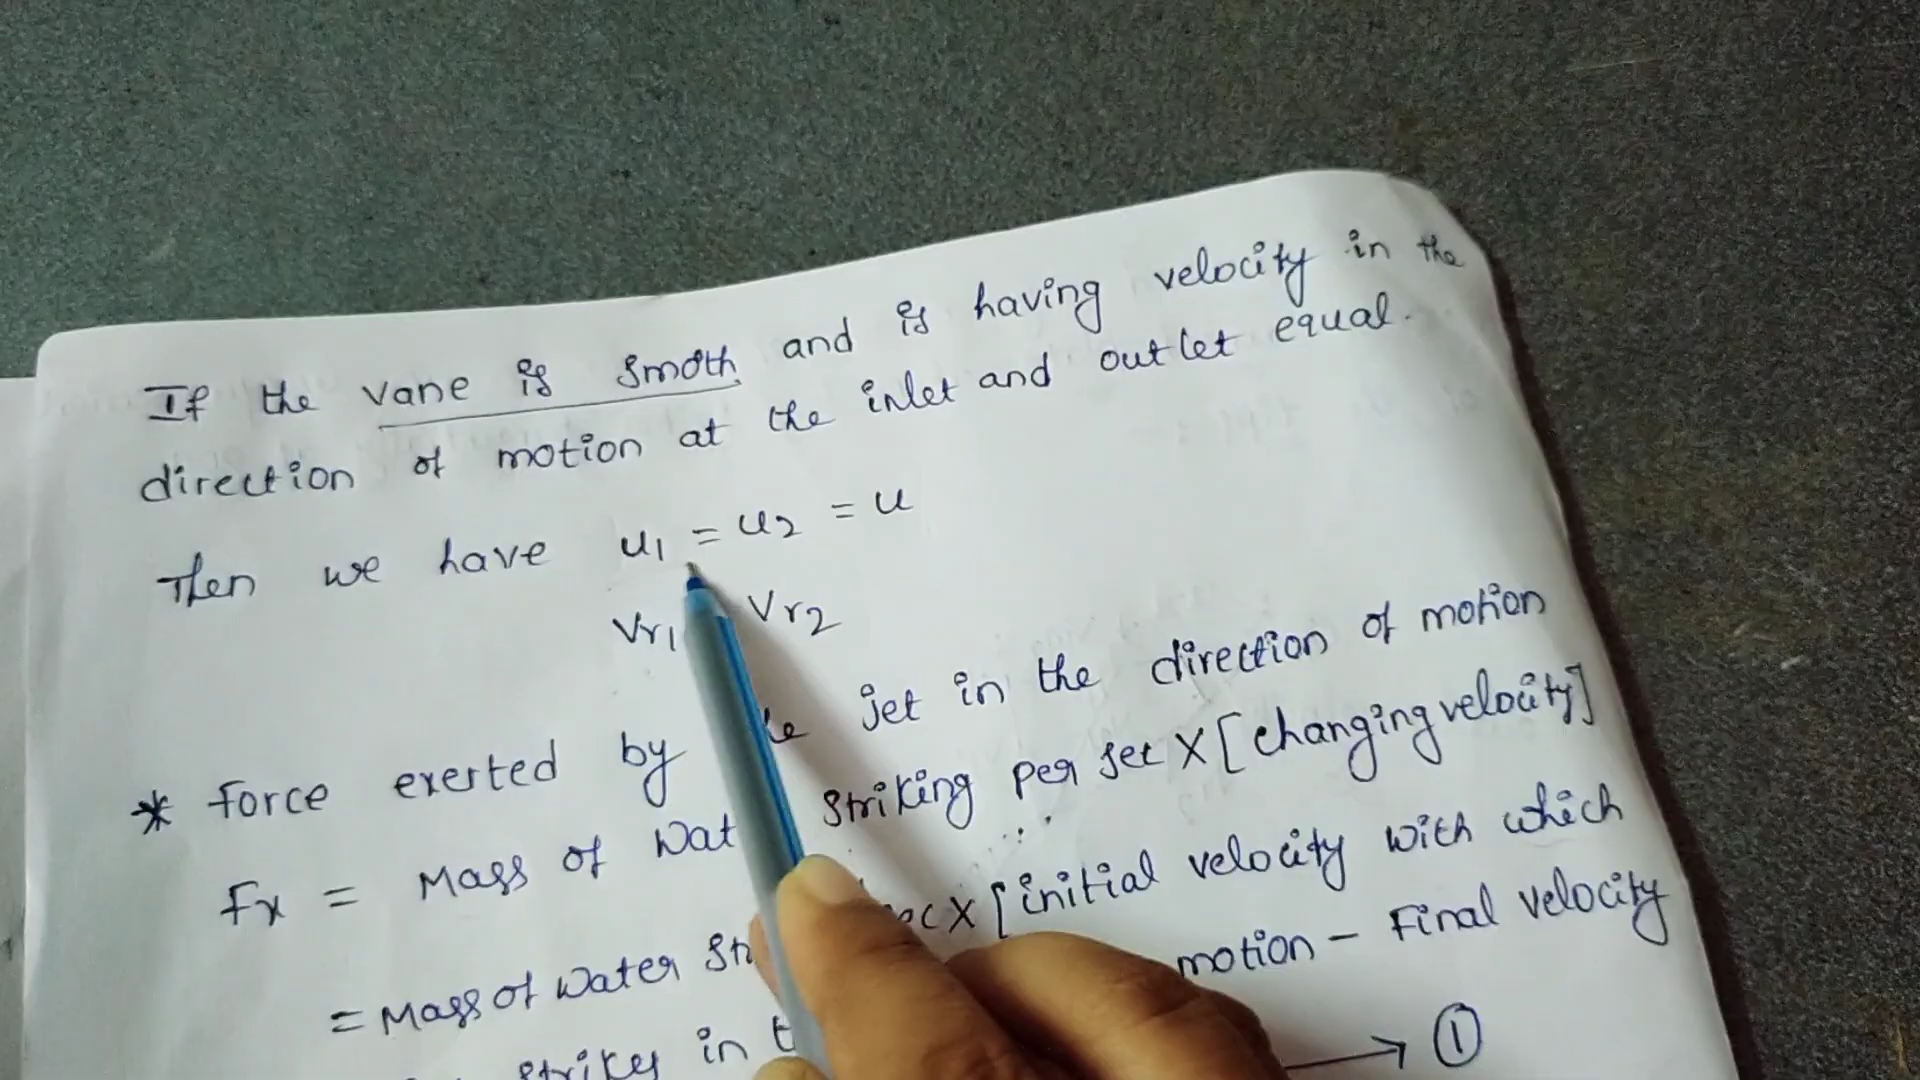 If the vane is smoth and is having velocity in the
direction of motion at the inlet and outlet equal.
Then we have u1 = u2 = u
Vr1 Vr2
* Force exerted by jet in the direction of motion
Fx = Mass of striking per sec X [changing velocity]
= Mass of water X [initial velocity with which
strikes in motion - Final velocity
→ ①